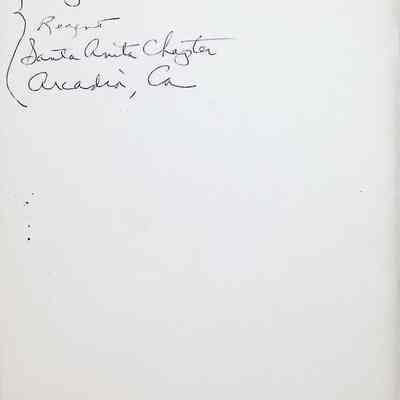 Regent
Santa Anita Chapter
Arcadia, Ca